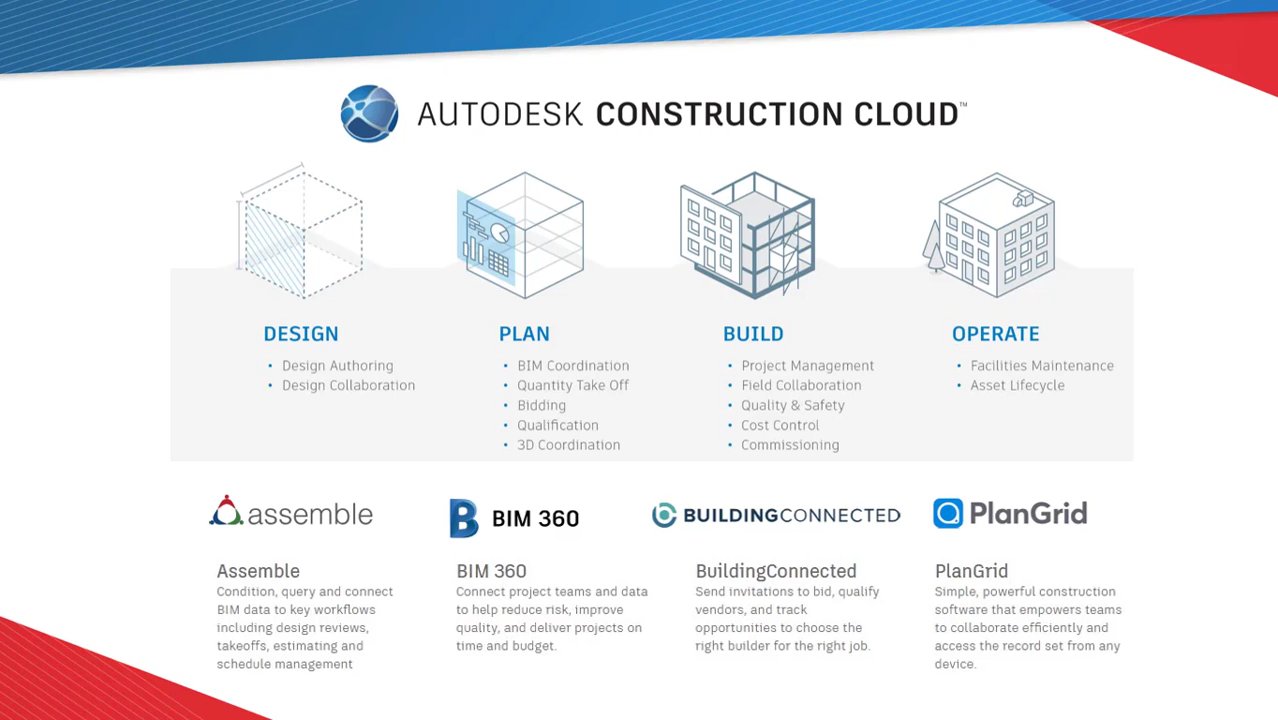 AUTODESK CONSTRUCTION CLOUD™
DESIGN
• Design Authoring
• Design Collaboration
PLAN
• BIM Coordination
• Quantity Take Off
• Bidding
• Qualification
• 3D Coordination
BUILD
• Project Management
• Field Collaboration
• Quality & Safety
• Cost Control
• Commissioning
OPERATE
• Facilities Maintenance
• Asset Lifecycle
assemble
Assemble
Condition, query and connect
BIM data to key workflows
including design reviews,
takeoffs, estimating and
schedule management
BIM 360
BIM 360
Connect project teams and data
to help reduce risk, improve
quality, and deliver projects on
time and budget.
BUILDINGCONNECTED
BuildingConnected
Send invitations to bid, qualify
vendors, and track
opportunities to choose the
right builder for the right job.
PlanGrid
PlanGrid
Simple, powerful construction
software that empowers teams
to collaborate efficiently and
access the record set from any
device.